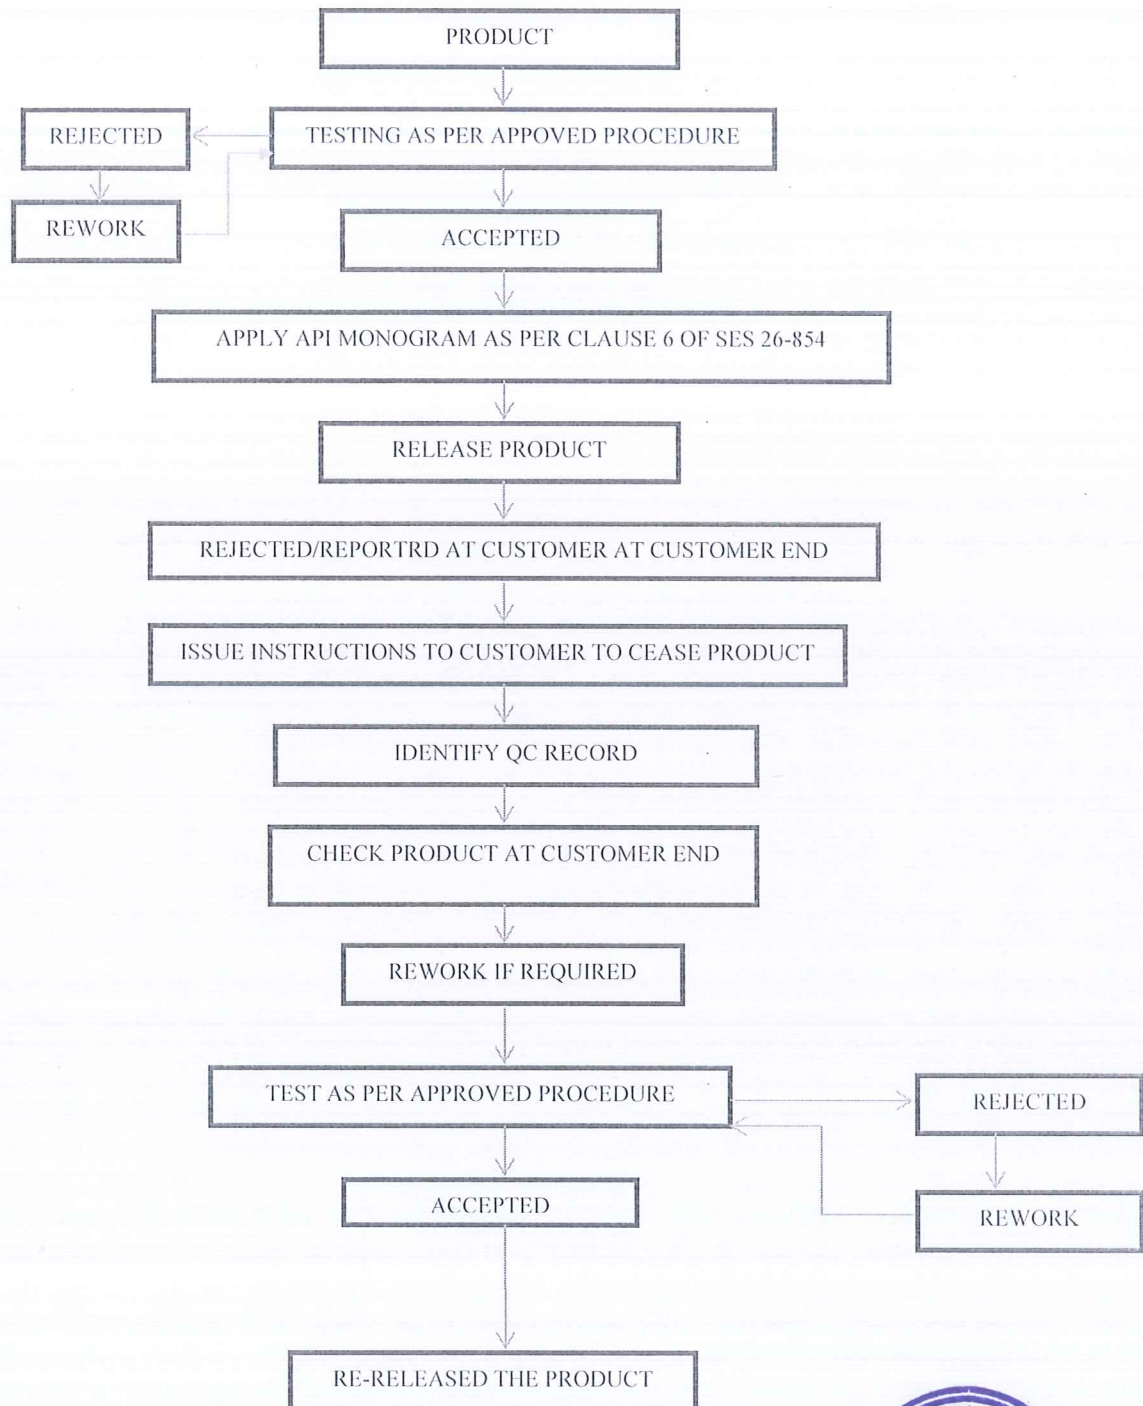 PRODUCT
REJECTED
TESTING AS PER APPOVED PROCEDURE
REWORK
ACCEPTED
APPLY API MONOGRAM AS PER CLAUSE 6 OF SES 26-854
RELEASE PRODUCT
REJECTED/REPORTRD AT CUSTOMER AT CUSTOMER END
ISSUE INSTRUCTIONS TO CUSTOMER TO CEASE PRODUCT
IDENTIFY QC RECORD
CHECK PRODUCT AT CUSTOMER END
REWORK IF REQUIRED
TEST AS PER APPROVED PROCEDURE
REJECTED
ACCEPTED
REWORK
RE-RELEASED THE PRODUCT